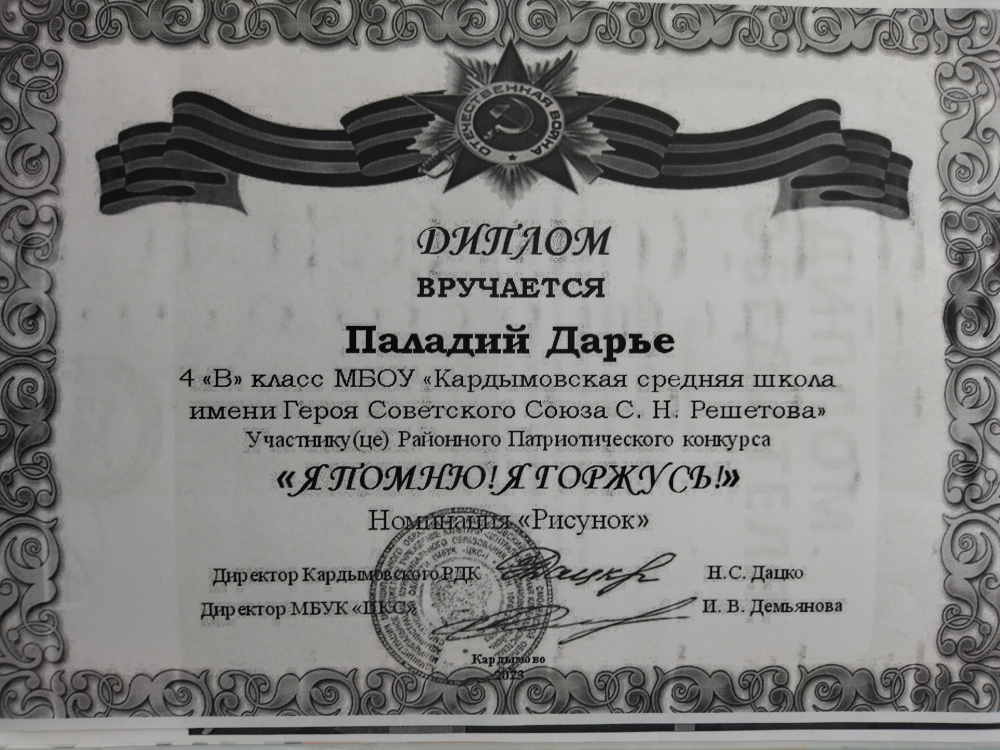 ОТЕЧЕСТВЕННАЯ ВОЙНА
ДИПЛОМ
ВРУЧАЕТСЯ
Паладий Дарье
4 «В» класс МБОУ «Кардымовская средняя школа
имени Героя Советского Союза С. Н. Решетова»
Участнику(це) Районного Патриотического конкурса
«Я ПОМНЮ! Я ГОРЖУСЬ!»
Номинация «Рисунок»
Директор Кардымовского РДК Н.С. Дацко
Директор МБУК «ЦКС» И. В. Демьянова
Кардымово
2023